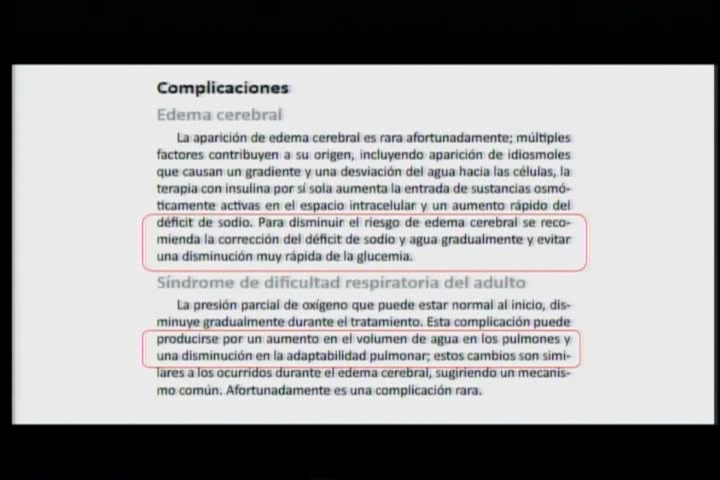 Complicaciones
Edema cerebral
La aparición de edema cerebral es rara afortunadamente; múltiples
factores contribuyen a su origen, incluyendo aparición de idiosmoles
que causan un gradiente y una desviación del agua hacia las células, la
terapia con insulina por sí sola aumenta la entrada de sustancias osmó-
ticamente activas en el espacio intracelular y un aumento rápido del
déficit de sodio. Para disminuir el riesgo de edema cerebral se reco-
mienda la corrección del déficit de sodio y agua gradualmente y evitar
una disminución muy rápida de la glucemia.
Síndrome de dificultad respiratoria del adulto
La presión parcial de oxígeno que puede estar normal al inicio, dis-
minuye gradualmente durante el tratamiento. Esta complicación puede
producirse por un aumento en el volumen de agua en los pulmones y
una disminución en la adaptabilidad pulmonar; estos cambios son simi-
lares a los ocurridos durante el edema cerebral, sugiriendo un mecanis-
mo común. Afortunadamente es una complicación rara.